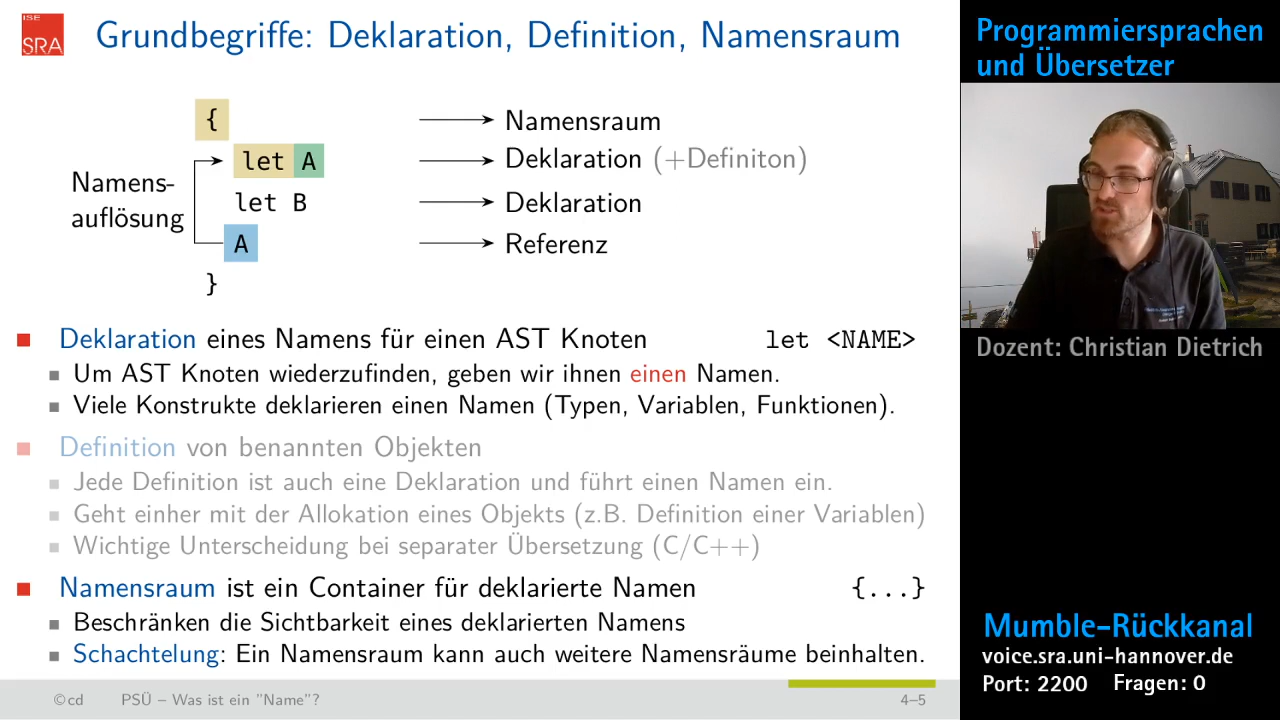 ISE
SRA
Grundbegriffe: Deklaration, Definition, Namensraum
{ Namensraum
let A Deklaration (+Definiton)
Namens-
auflösung
let B Deklaration
A Referenz
}
Deklaration eines Namens für einen AST Knoten let <NAME>
Um AST Knoten wiederzufinden, geben wir ihnen einen Namen.
Viele Konstrukte deklarieren einen Namen (Typen, Variablen, Funktionen).
Definition von benannten Objekten
Jede Definition ist auch eine Deklaration und führt einen Namen ein.
Geht einher mit der Allokation eines Objekts (z.B. Definition einer Variablen)
Wichtige Unterscheidung bei separater Übersetzung (C/C++)
Namensraum ist ein Container für deklarierte Namen {...}
Beschränken die Sichtbarkeit eines deklarierten Namens
Schachtelung: Ein Namensraum kann auch weitere Namensräume beinhalten.
©cd PSÜ – Was ist ein "Name"? 4–5
Programmiersprachen
und Übersetzer
Dozent: Christian Dietrich
Mumble-Rückkanal
voice.sra.uni-hannover.de
Port: 2200 Fragen: 0